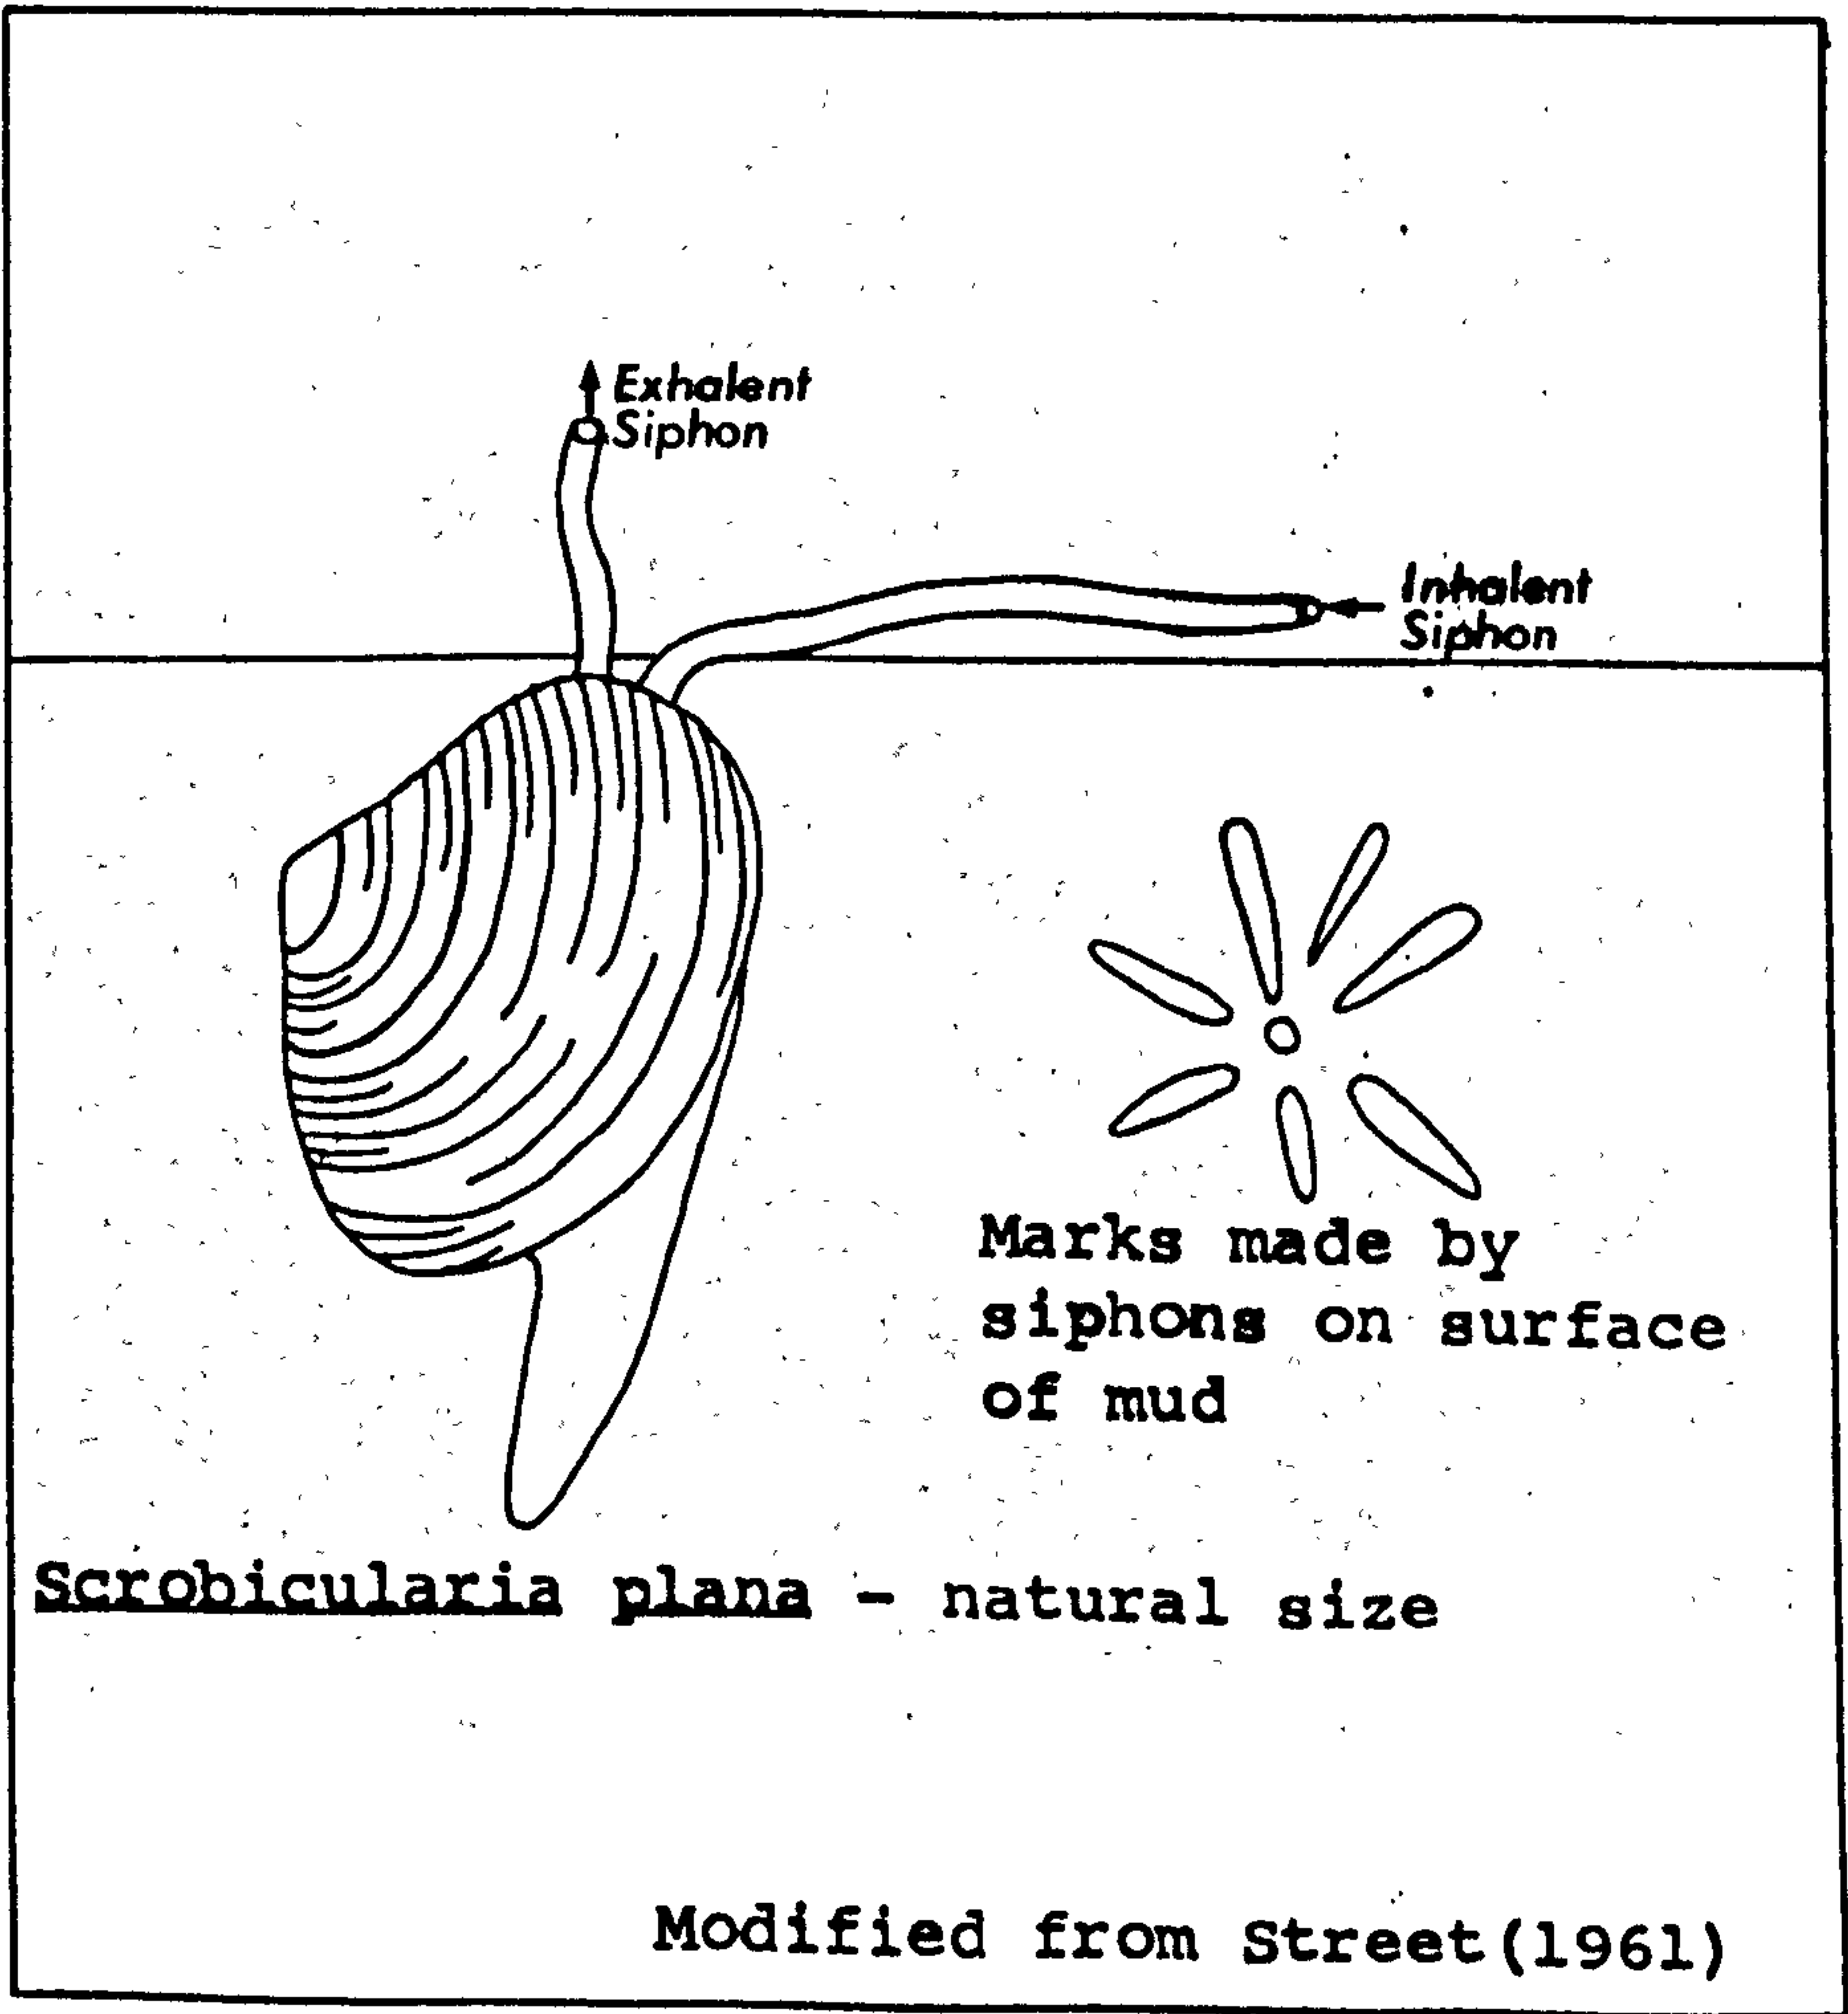 Exhalent
Siphon
Inhalent
Siphon
Marks made by
siphons on surface
of mud
Scrobicularia plana - natural size
Modified from Street(1961)